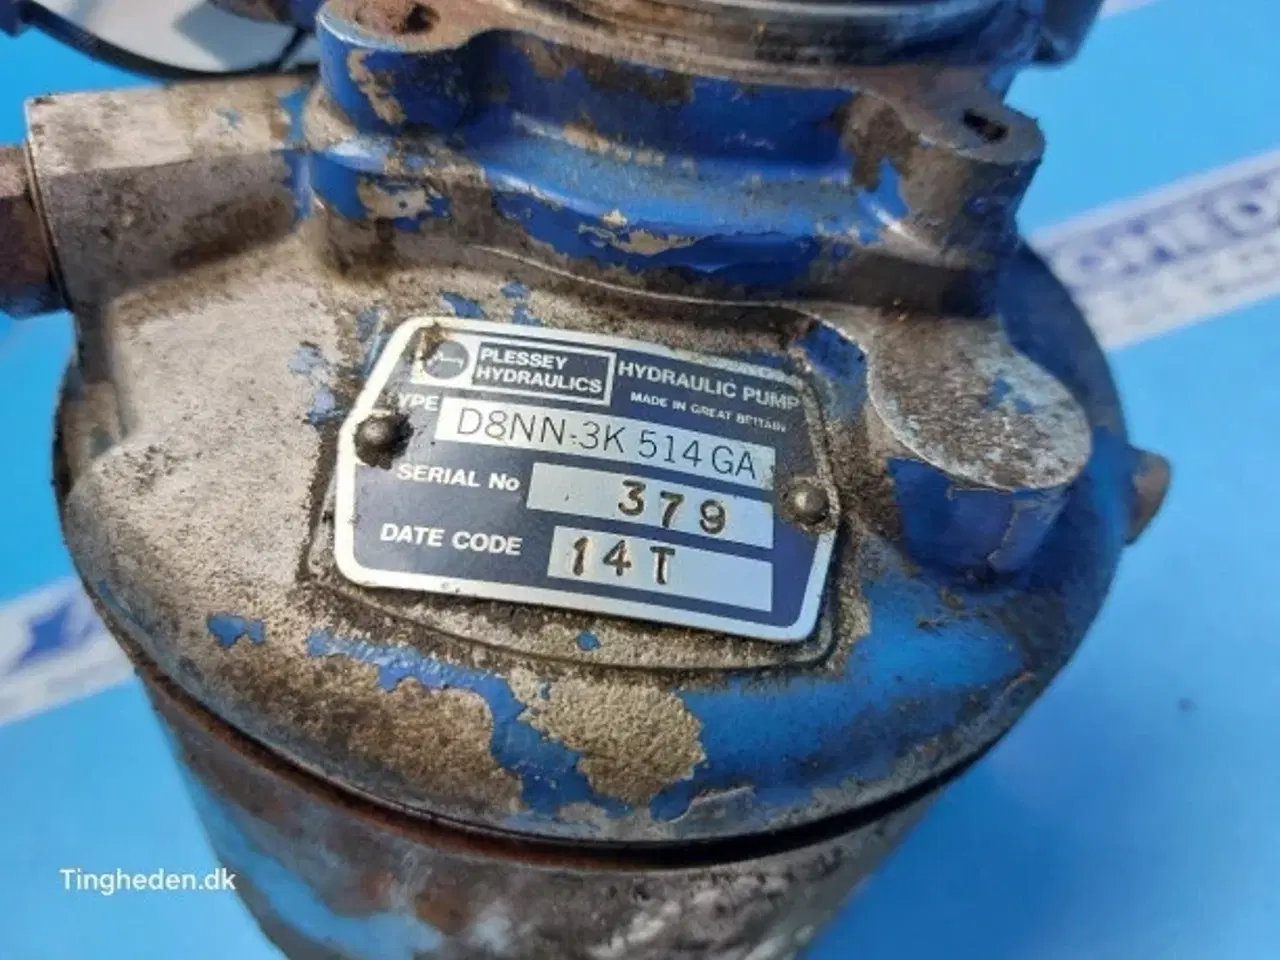 PLESSEY
HYDRAULICS
HYDRAULIC PUMP
MADE IN GREAT BRITAIN
TYPE D8NN-3K 514 GA
SERIAL No 379
DATE CODE 14T
Tingheden.dk